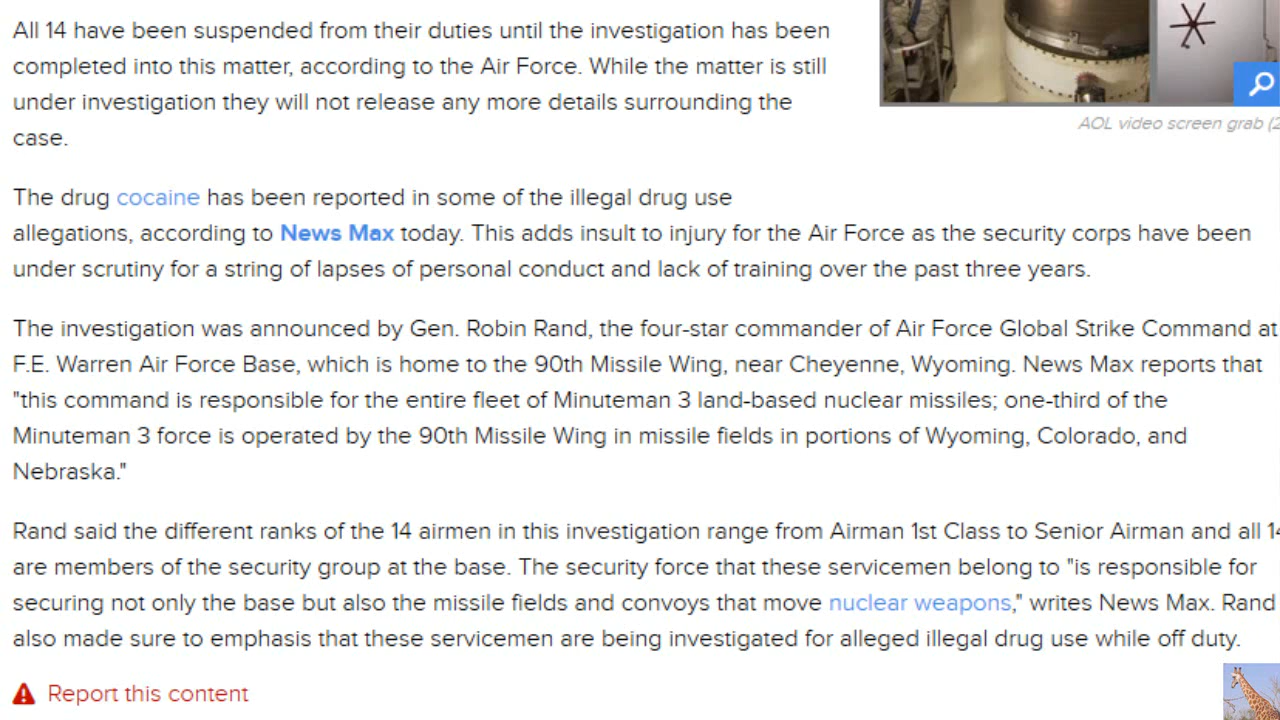 All 14 have been suspended from their duties until the investigation has been
completed into this matter, according to the Air Force. While the matter is still
under investigation they will not release any more details surrounding the
case.
AOL video screen grab (2
The drug cocaine has been reported in some of the illegal drug use
allegations, according to News Max today. This adds insult to injury for the Air Force as the security corps have been
under scrutiny for a string of lapses of personal conduct and lack of training over the past three years.
The investigation was announced by Gen. Robin Rand, the four-star commander of Air Force Global Strike Command at
F.E. Warren Air Force Base, which is home to the 90th Missile Wing, near Cheyenne, Wyoming. News Max reports that
"this command is responsible for the entire fleet of Minuteman 3 land-based nuclear missiles; one-third of the
Minuteman 3 force is operated by the 90th Missile Wing in missile fields in portions of Wyoming, Colorado, and
Nebraska."
Rand said the different ranks of the 14 airmen in this investigation range from Airman 1st Class to Senior Airman and all 14
are members of the security group at the base. The security force that these servicemen belong to "is responsible for
securing not only the base but also the missile fields and convoys that move nuclear weapons," writes News Max. Rand
also made sure to emphasis that these servicemen are being investigated for alleged illegal drug use while off duty.
Report this content